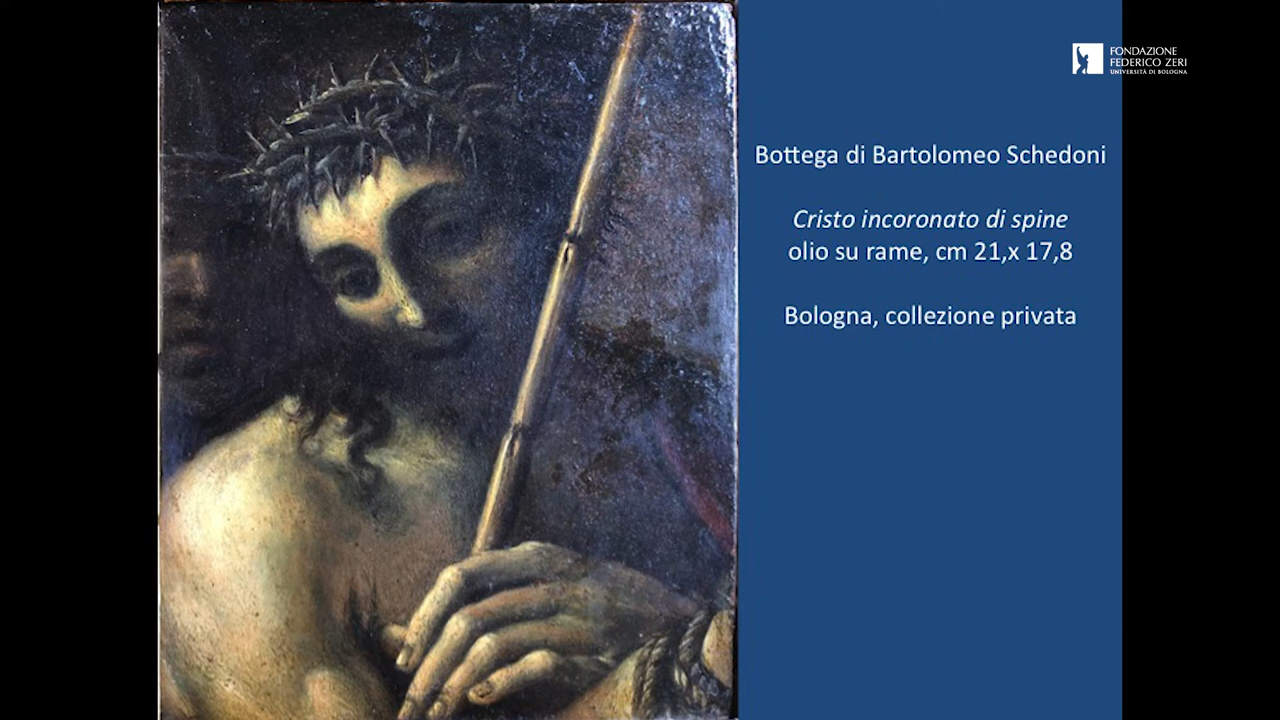 FONDAZIONE
FEDERICO ZERI
UNIVERSITÀ DI BOLOGNA
Bottega di Bartolomeo Schedoni
Cristo incoronato di spine
olio su rame, cm 21,x 17,8
Bologna, collezione privata